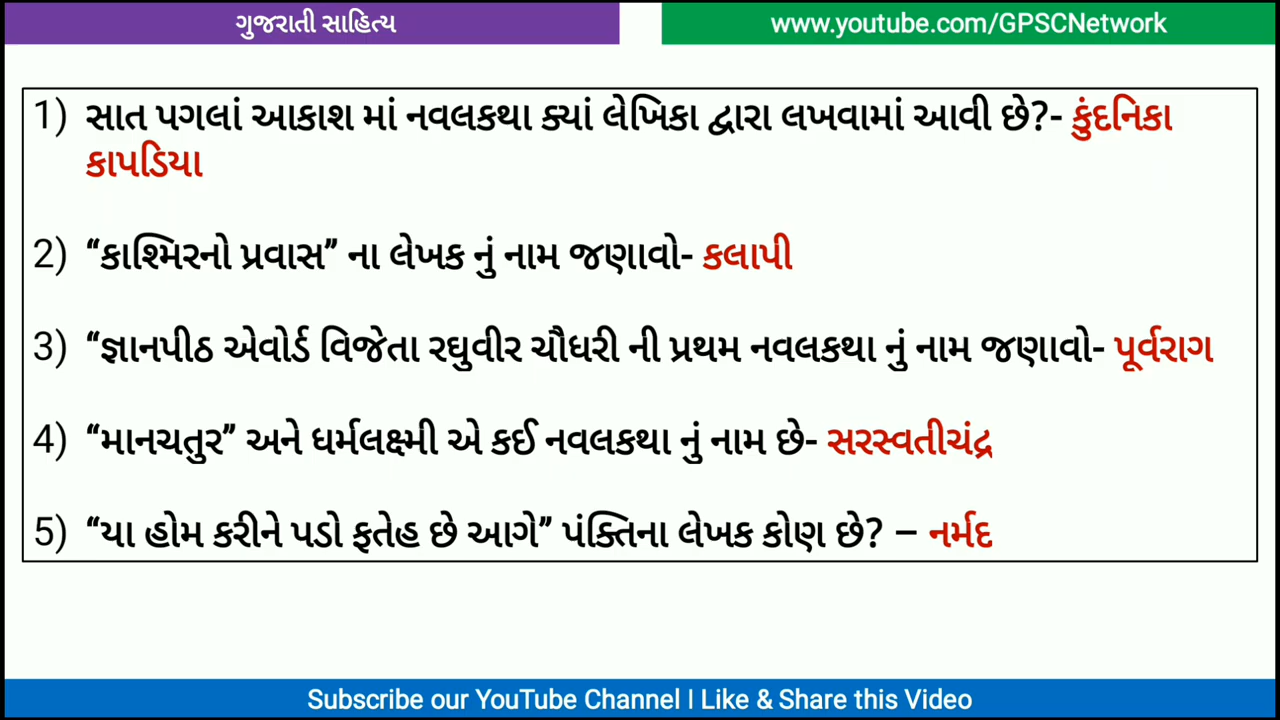 ગુજરાતી સાહિત્ય
www.youtube.com/GPSCNetwork
1) સાત પગલાં આકાશ માં નવલકથા ક્યાં લેખિકા દ્વારા લખવામાં આવી છે?- કુંદનિકા
કાપડિયા
2) “કાશ્મિરનો પ્રવાસ” ના લેખક નું નામ જણાવો- કલાપી
3) “જ્ઞાનપીઠ એવોર્ડ વિજેતા રઘુવીર ચૌધરી ની પ્રથમ નવલકથા નું નામ જણાવો- પૂર્વરાગ
4) “માનચતુર” અને ધર્મલક્ષ્મી એ કઈ નવલકથા નું નામ છે- સરસ્વતીચંદ્ર
5) “યા હોમ કરીને પડો ફતેહ છે આગે” પંક્તિના લેખક કોણ છે? – નર્મદ
Subscribe our YouTube Channel l Like & Share this Video